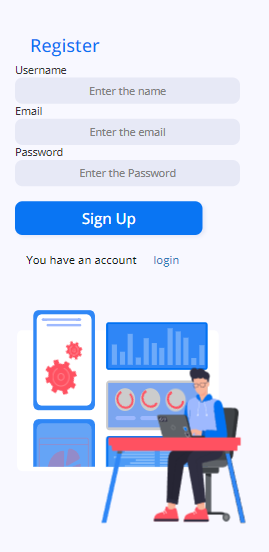 Register
Username
Enter the name
Email
Enter the email
Password
Enter the Password
Sign Up
You have an account login